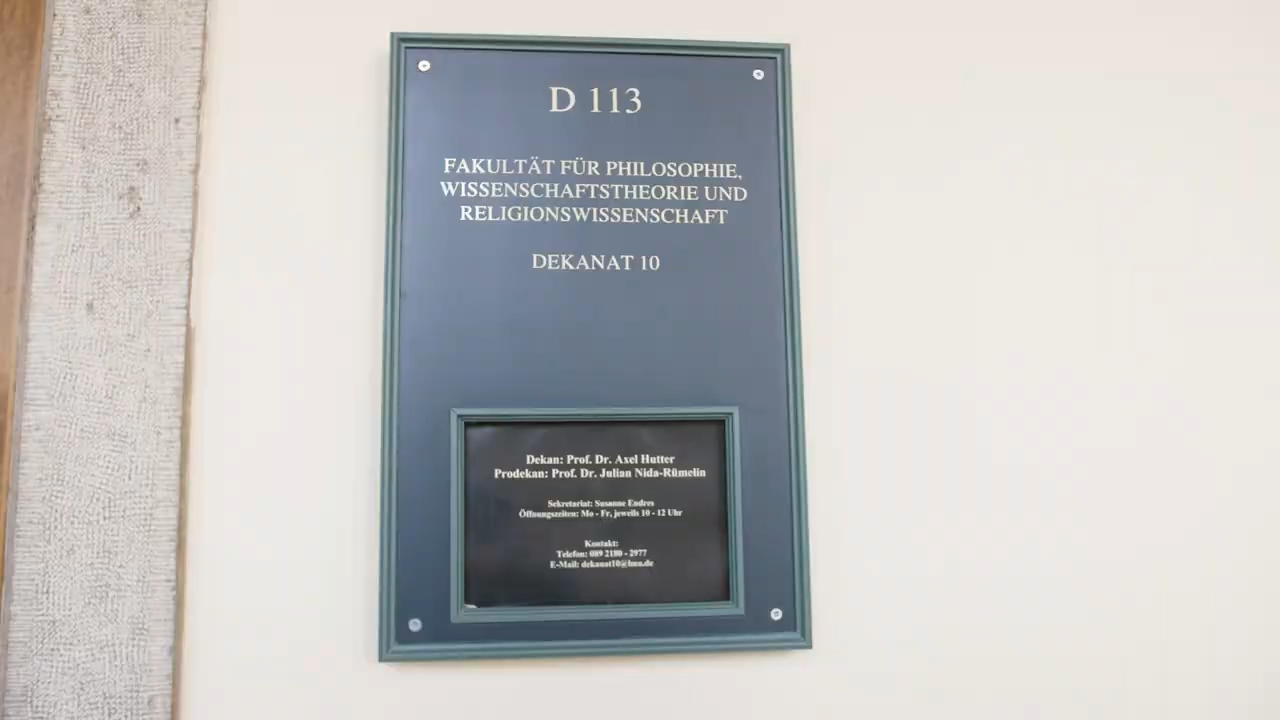 D 113
FAKULTÄT FÜR PHILOSOPHIE,
WISSENSCHAFTSTHEORIE UND
RELIGIONSWISSENSCHAFT
DEKANAT 10
Dekan: Prof. Dr. Axel Hutter
Prodekan: Prof. Dr. Julian Nida-Rümelin
Sekretariat: Susanne Endres
Öffnungszeiten: Mo - Fr, jeweils 10 - 12 Uhr
Kontakt:
Telefon: 089 2180 - 2977
E-Mail: dekanat10@lmu.de